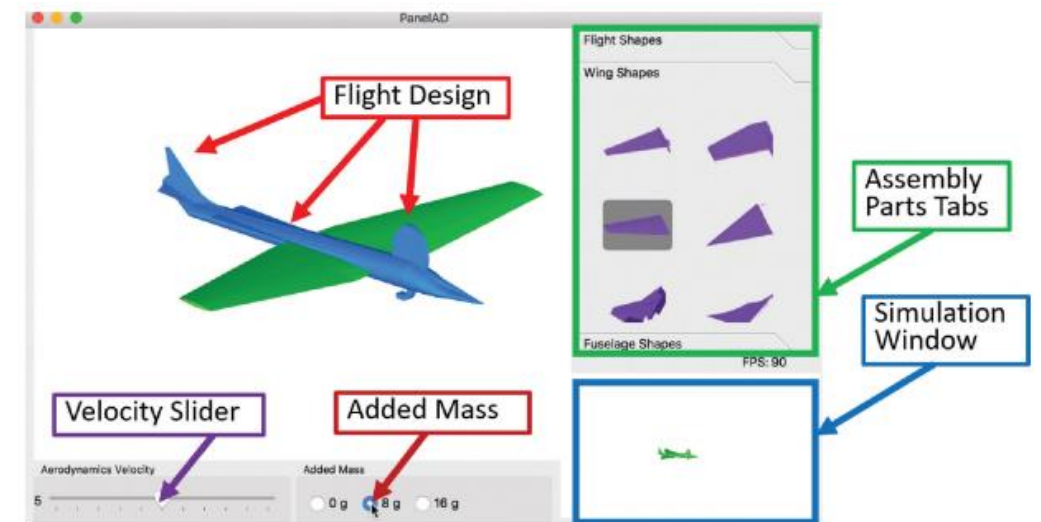 PanelAD
Flight Shapes
Wing Shapes
Flight Design
Assembly
Parts Tabs
Simulation
Window
Fuselage Shapes
FPS: 90
Velocity Slider
Added Mass
Aerodynamics Velocity
Added Mass
5
0 g
8 g
16 g